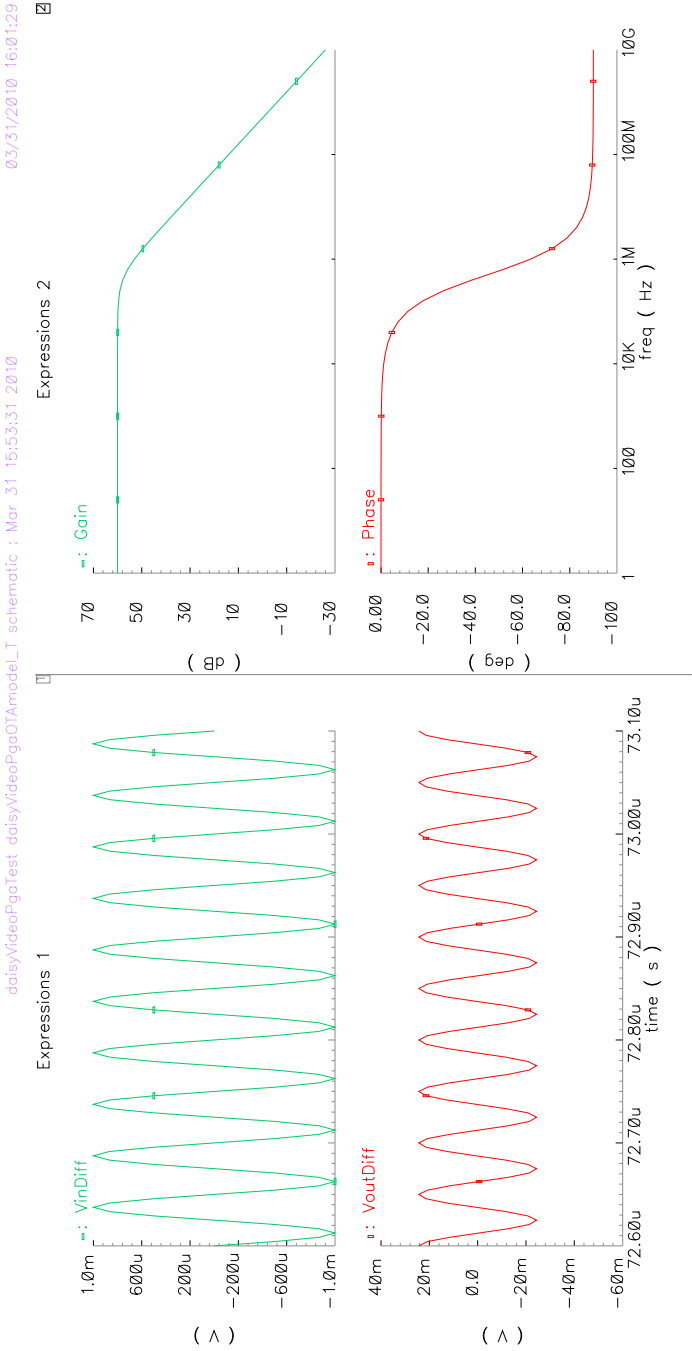 daisyVideoPgaTest daisyVideoPgaOTAmodel_T schematic : Mar 31 15:53:31 2010 03/31/2010 16:01:29
Expressions 1
1
: VinDiff
1.0m
600u
200u
-200u
-600u
-1.0m
( V )
: VoutDiff
40m
20m
0.0
-20m
-40m
-60m
( V )
72.60u 72.70u 72.80u 72.90u 73.00u 73.10u
time ( s )
Expressions 2
2
: Gain
70
50
30
10
-10
-30
( dB )
: Phase
0.00
-20.0
-40.0
-60.0
-80.0
-100
( deg )
1 100 10K 1M 100M 10G
freq ( Hz )